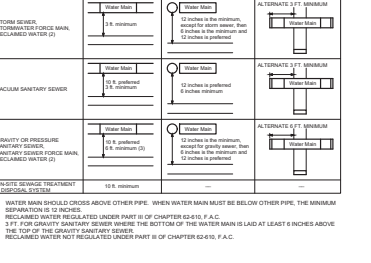 Water Main
Water Main
ALTERNATE 3 FT. MINIMUM
Water Main
TORM SEWER,
TORMWATER FORCE MAIN,
ECLAIMED WATER (2)
3 ft. minimum
12 inches is the minimum,
except for storm sewer, then
6 inches is the minimum and
12 inches is preferred
Water Main
Water Main
ALTERNATE 3 FT. MINIMUM
Water Main
ACUUM SANITARY SEWER
10 ft. preferred
3 ft. minimum
12 inches preferred
6 inches minimum
Water Main
Water Main
ALTERNATE 6 FT. MINIMUM
Water Main
RAVITY OR PRESSURE
ANITARY SEWER,
ANITARY SEWER FORCE MAIN,
ECLAIMED WATER (2)
10 ft. preferred
6 ft. minimum (3)
12 inches is the minimum,
except for gravity sewer, then
6 inches is the minimum and
12 inches is preferred
N-SITE SEWAGE TREATMENT
DISPOSAL SYSTEM
10 ft. minimum
—
—
WATER MAIN SHOULD CROSS ABOVE OTHER PIPE. WHEN WATER MAIN MUST BE BELOW OTHER PIPE, THE MINIMUM
SEPARATION IS 12 INCHES.
RECLAIMED WATER REGULATED UNDER PART III OF CHAPTER 62-610, F.A.C.
3 FT. FOR GRAVITY SANITARY SEWER WHERE THE BOTTOM OF THE WATER MAIN IS LAID AT LEAST 6 INCHES ABOVE
THE TOP OF THE GRAVITY SANITARY SEWER.
RECLAIMED WATER NOT REGULATED UNDER PART III OF CHAPTER 62-610, F.A.C.